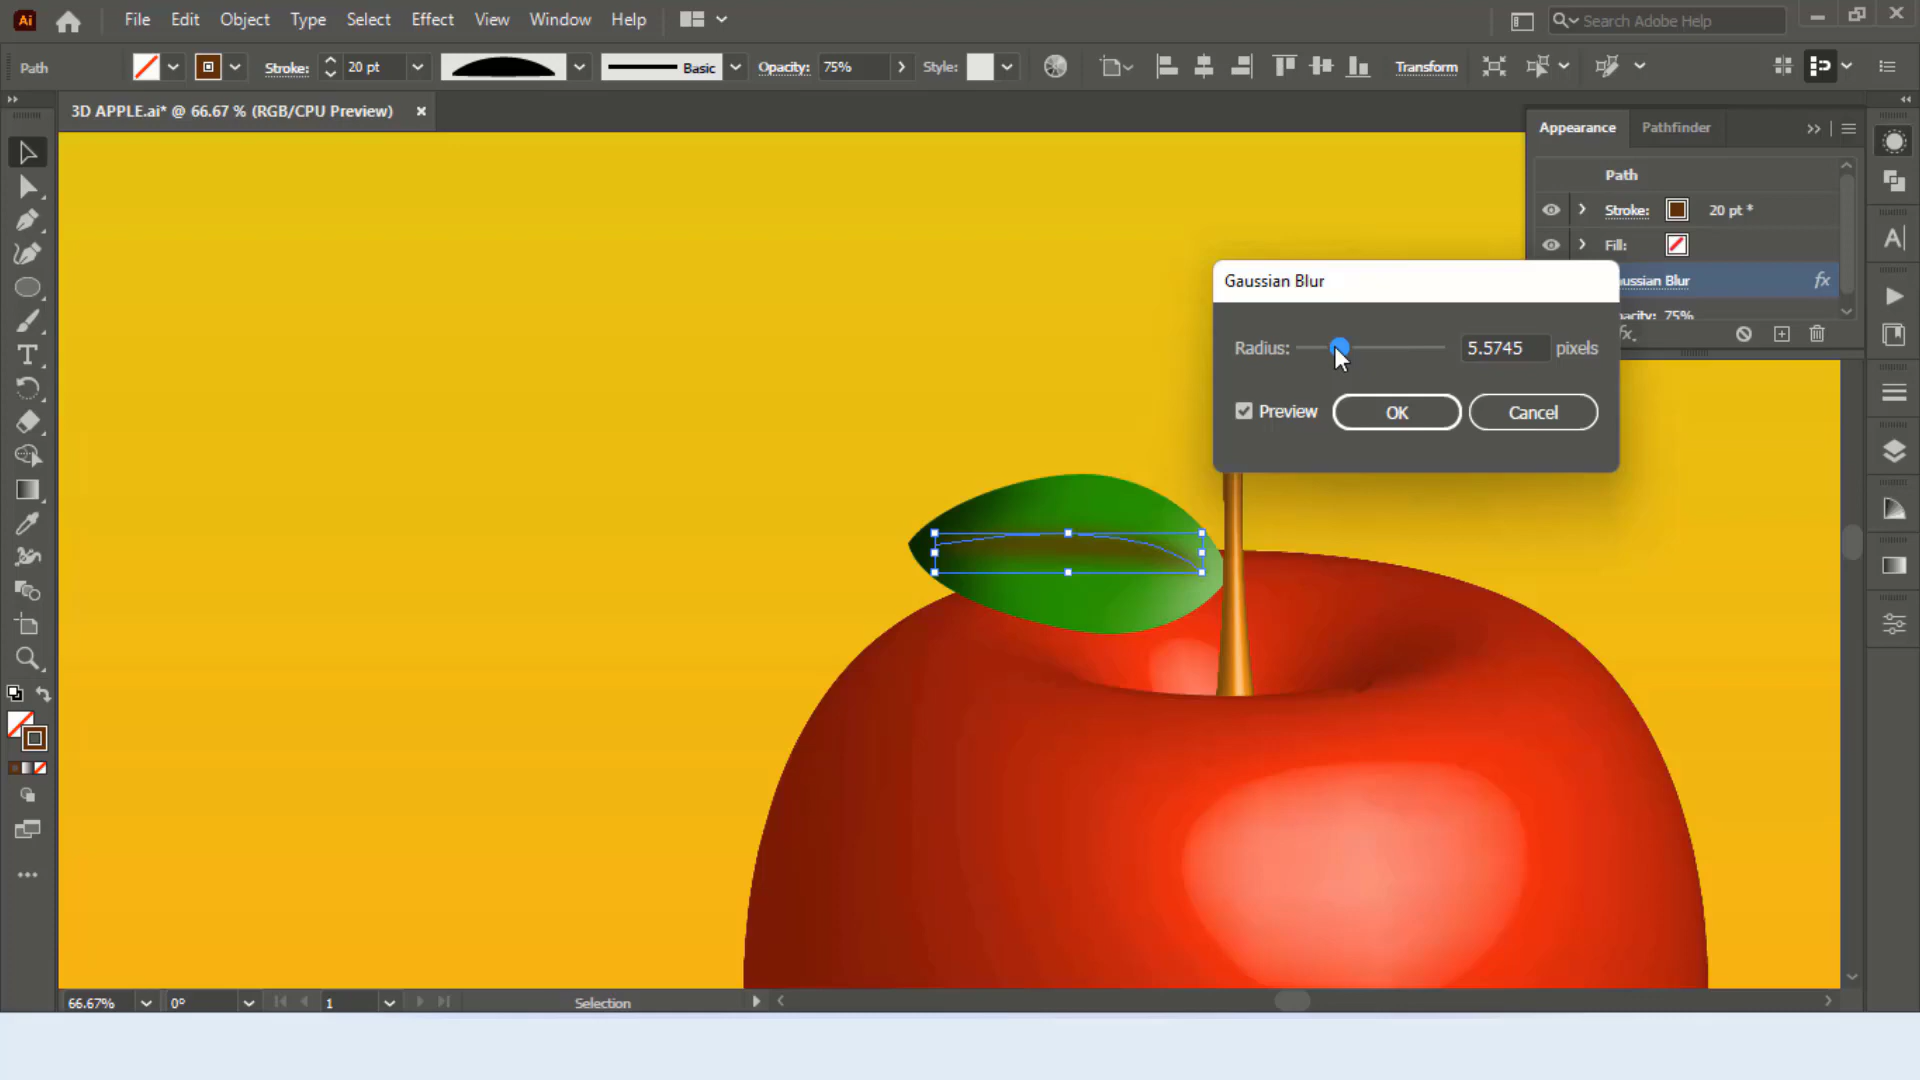 Ai File Edit Object Type Select Effect View Window Help Search Adobe Help
Path Stroke: 20 pt Basic Opacity: 75% Style: Transform
3D APPLE.ai* @ 66.67 % (RGB/CPU Preview)
Appearance Pathfinder
Path
Stroke: 20 pt *
Fill:
Gaussian Blur
Radius: 5.5745 pixels
Preview OK Cancel
ussian Blur fx
acity: 75%
fx.
66.67% 0° 1 Selection